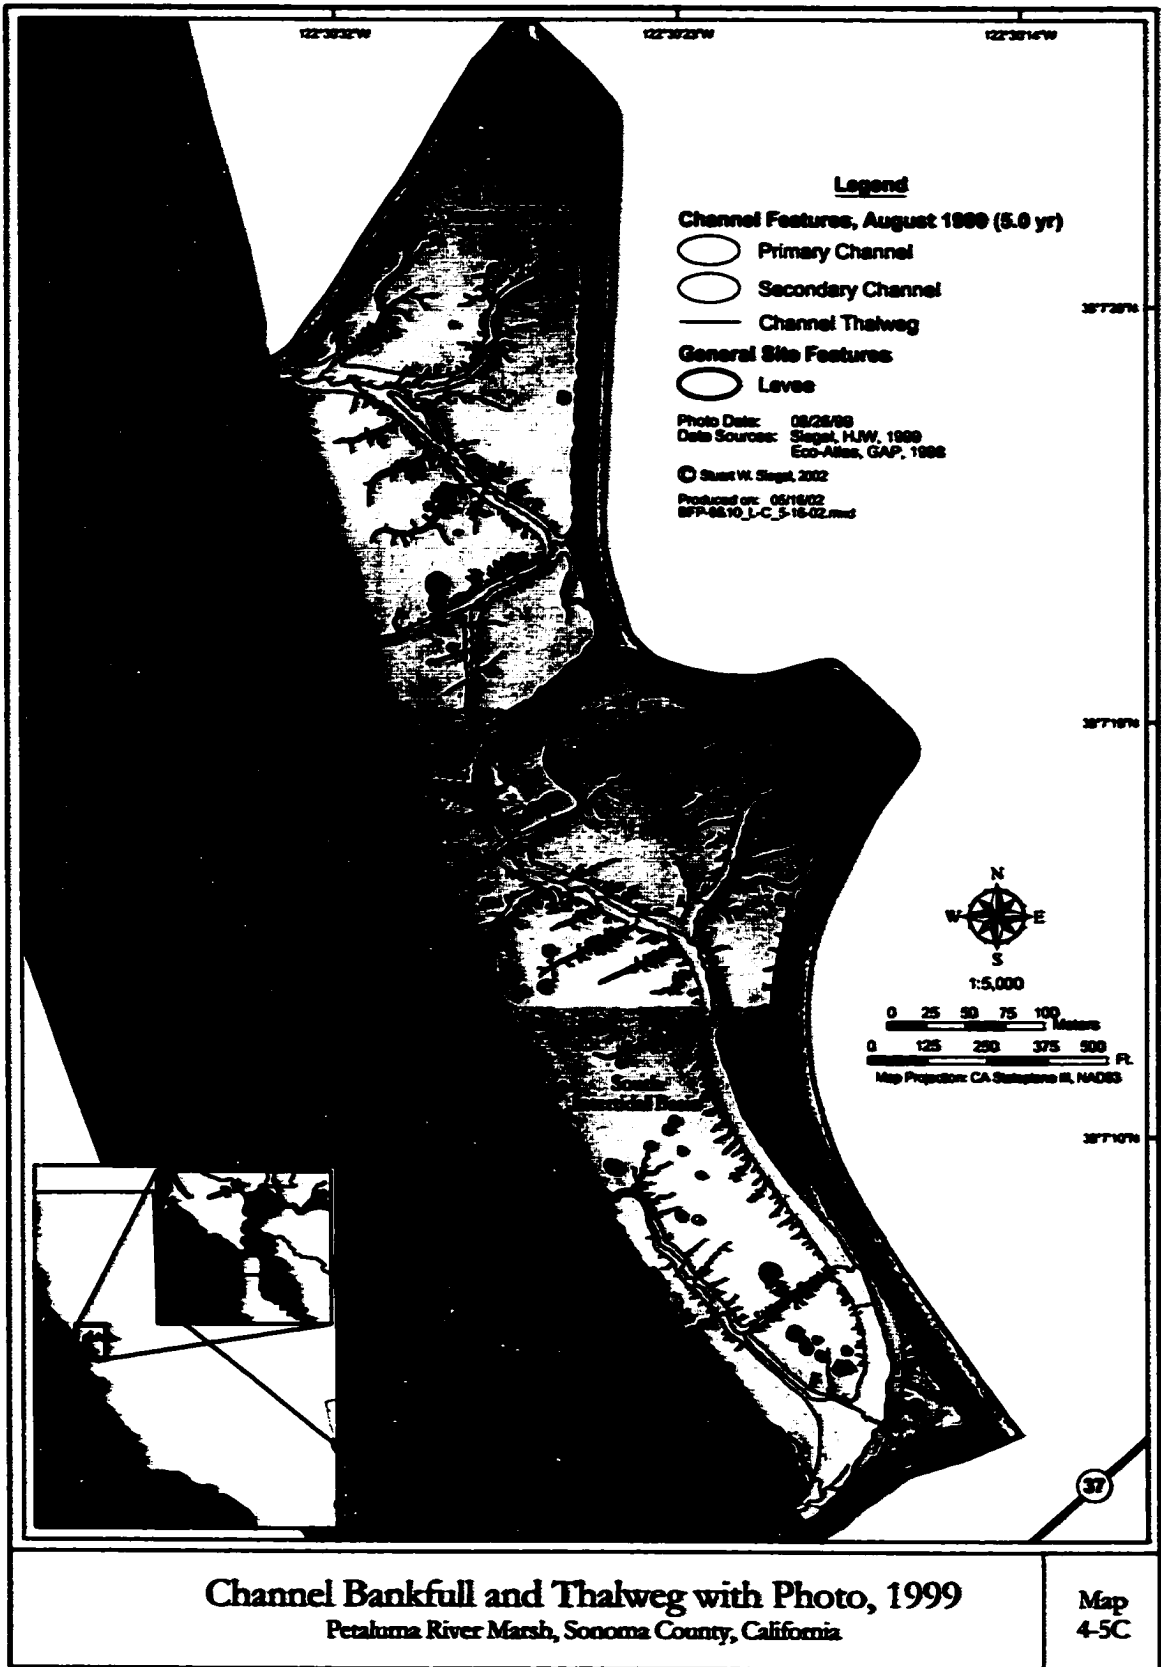 122°30'32"W 122°30'23"W 122°30'14"W
Legend
Channel Features, August 1999 (5.0 yr)
Primary Channel
Secondary Channel
Channel Thalweg
General Site Features
Levee
Photo Date: 08/26/99
Data Sources: Siegel, HJW, 1999
Eco-Atlas, GAP, 1998
© Stuart W. Siegel, 2002
Produced on: 05/16/02
38°7'19"N
N
W E
S
1:5,000
0 25 50 75 100 Meters
0 125 250 375 500 Ft.
Map Projection: CA Stateplane III, NAD83
South
38°7'10"N
37
Channel Bankfull and Thalweg with Photo, 1999
Petaluma River Marsh, Sonoma County, California
Map
4-5C